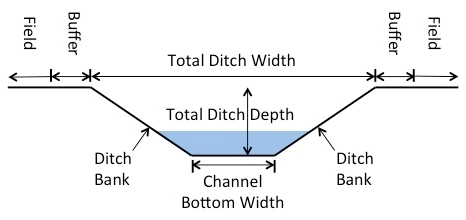 Field
Buffer
Total Ditch Width
Buffer
Field
Total Ditch Depth
Ditch
Bank
Channel
Bottom Width
Ditch
Bank